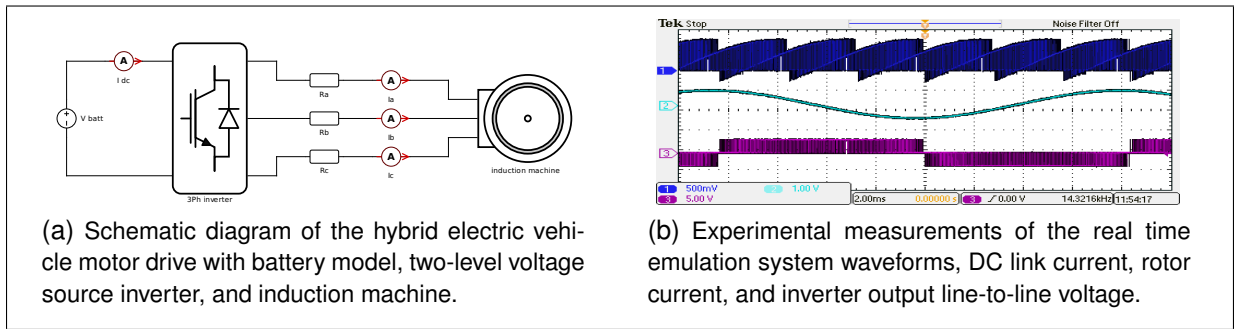 A
I dc
V batt
3Ph inverter
Ra
A
Ia
Rb
A
Ib
Rc
A
Ic
induction machine
(a) Schematic diagram of the hybrid electric vehi-
cle motor drive with battery model, two-level voltage
source inverter, and induction machine.
Tek Stop
Noise Filter Off
1
2
3
1 500mV 2 1.00 V
3 5.00 V
2.00ms 0.00000 s
3 0.00 V 14.3216kHz
11:54:17
(b) Experimental measurements of the real time
emulation system waveforms, DC link current, rotor
current, and inverter output line-to-line voltage.